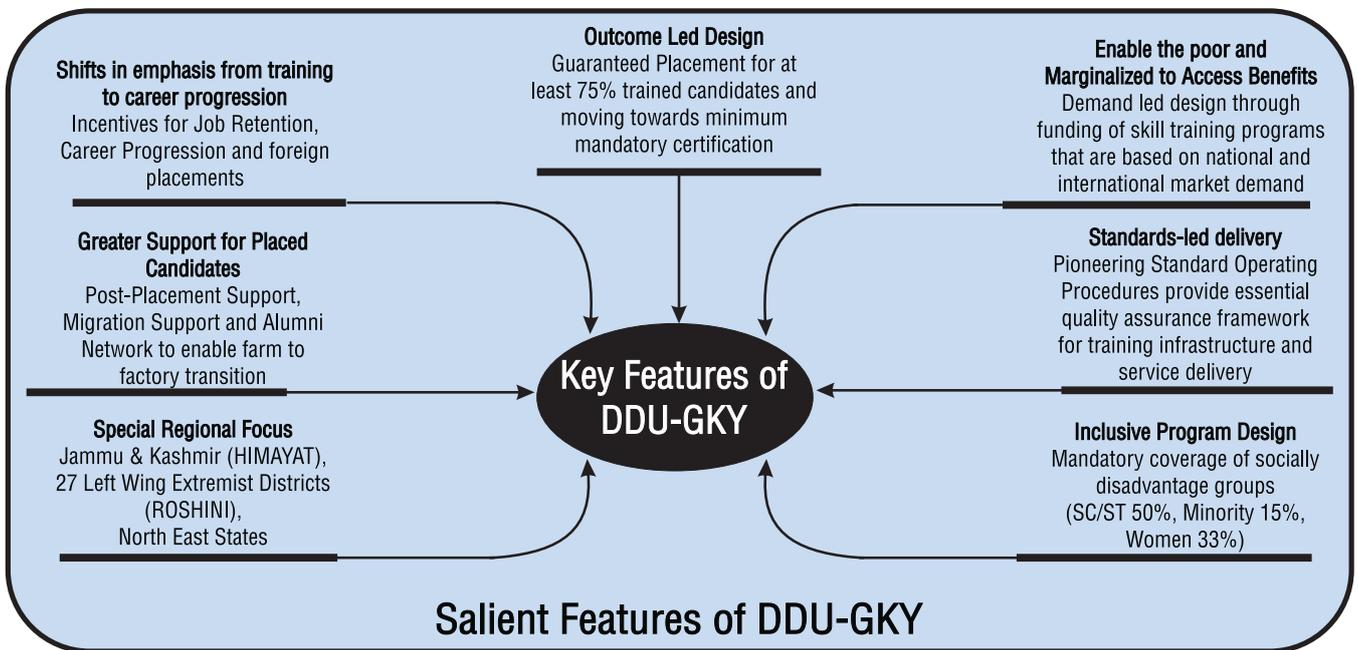 Shifts in emphasis from training
to career progression
Incentives for Job Retention,
Career Progression and foreign
placements
Outcome Led Design
Guaranteed Placement for at
least 75% trained candidates and
moving towards minimum
mandatory certification
Enable the poor and
Marginalized to Access Benefits
Demand led design through
funding of skill training programs
that are based on national and
international market demand
Greater Support for Placed
Candidates
Post-Placement Support,
Migration Support and Alumni
Network to enable farm to
factory transition
Standards-led delivery
Pioneering Standard Operating
Procedures provide essential
quality assurance framework
for training infrastructure and
service delivery
Key Features of
DDU-GKY
Special Regional Focus
Jammu & Kashmir (HIMAYAT),
27 Left Wing Extremist Districts
(ROSHINI),
North East States
Inclusive Program Design
Mandatory coverage of socially
disadvantage groups
(SC/ST 50%, Minority 15%,
Women 33%)
Salient Features of DDU-GKY